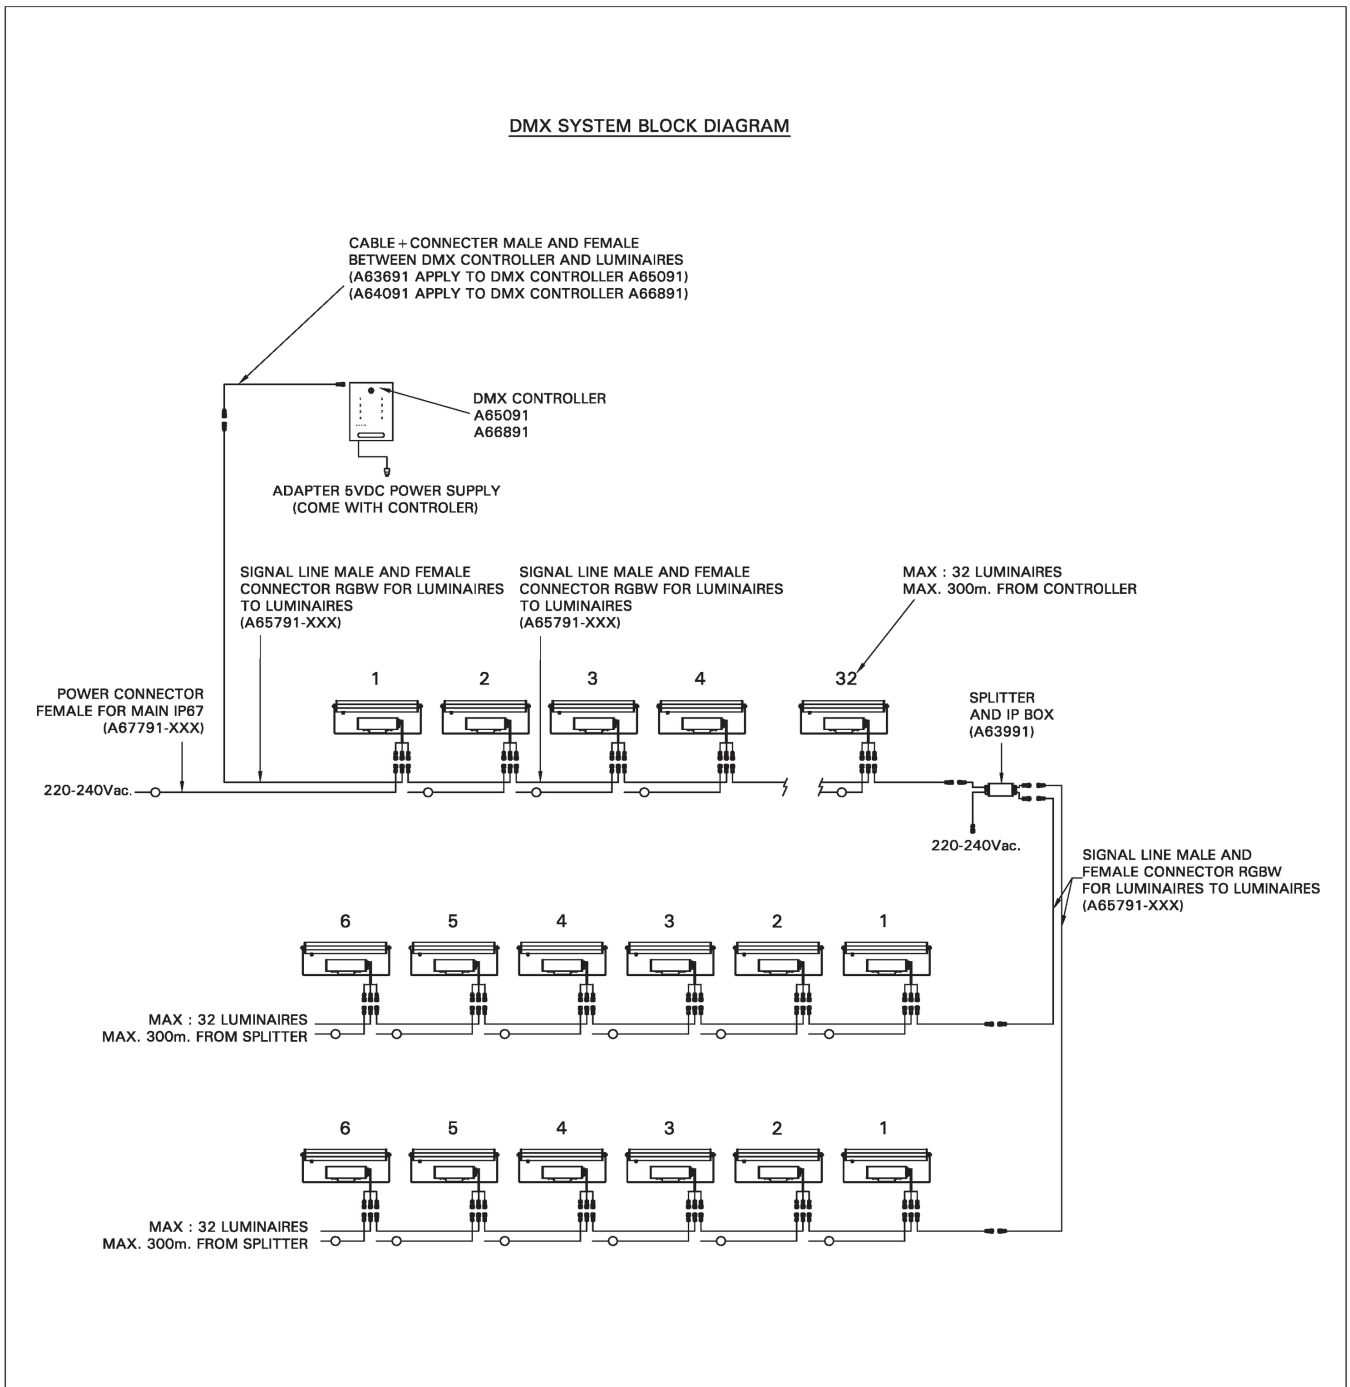 DMX SYSTEM BLOCK DIAGRAM
CABLE+CONNECTER MALE AND FEMALE
BETWEEN DMX CONTROLLER AND LUMINAIRES
(A63691 APPLY TO DMX CONTROLLER A65091)
(A64091 APPLY TO DMX CONTROLLER A66891)
DMX CONTROLLER
A65091
A66891
ADAPTER 5VDC POWER SUPPLY
(COME WITH CONTROLER)
SIGNAL LINE MALE AND FEMALE
CONNECTOR RGBW FOR LUMINAIRES
TO LUMINAIRES
(A65791-XXX)
SIGNAL LINE MALE AND FEMALE
CONNECTOR RGBW FOR LUMINAIRES
TO LUMINAIRES
(A65791-XXX)
MAX : 32 LUMINAIRES
MAX. 300m. FROM CONTROLLER
POWER CONNECTOR
FEMALE FOR MAIN IP67
(A67791-XXX)
1 2 3 4 32
SPLITTER
AND IP BOX
(A63991)
220-240Vac.
220-240Vac.
SIGNAL LINE MALE AND
FEMALE CONNECTOR RGBW
FOR LUMINAIRES TO LUMINAIRES
(A65791-XXX)
6 5 4 3 2 1
MAX : 32 LUMINAIRES
MAX. 300m. FROM SPLITTER
6 5 4 3 2 1
MAX : 32 LUMINAIRES
MAX. 300m. FROM SPLITTER